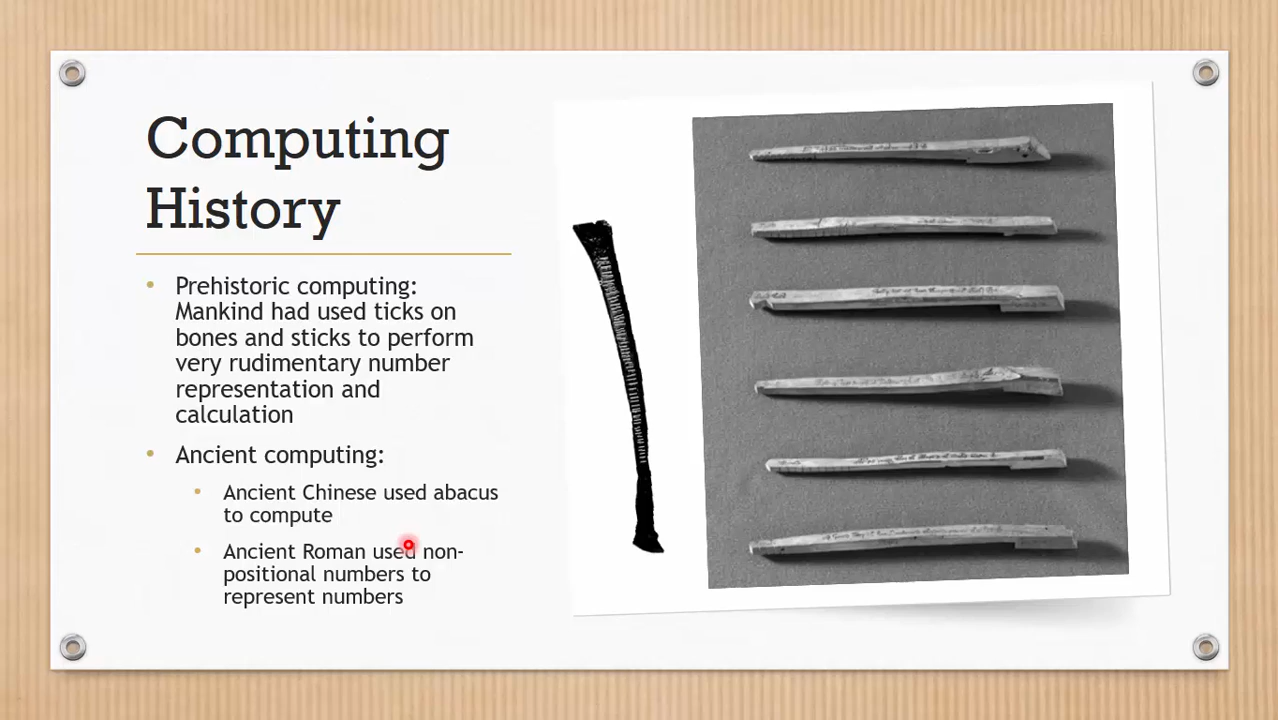 Computing
History
• Prehistoric computing:
Mankind had used ticks on
bones and sticks to perform
very rudimentary number
representation and
calculation
• Ancient computing:
• Ancient Chinese used abacus
to compute
• Ancient Roman used non-
positional numbers to
represent numbers